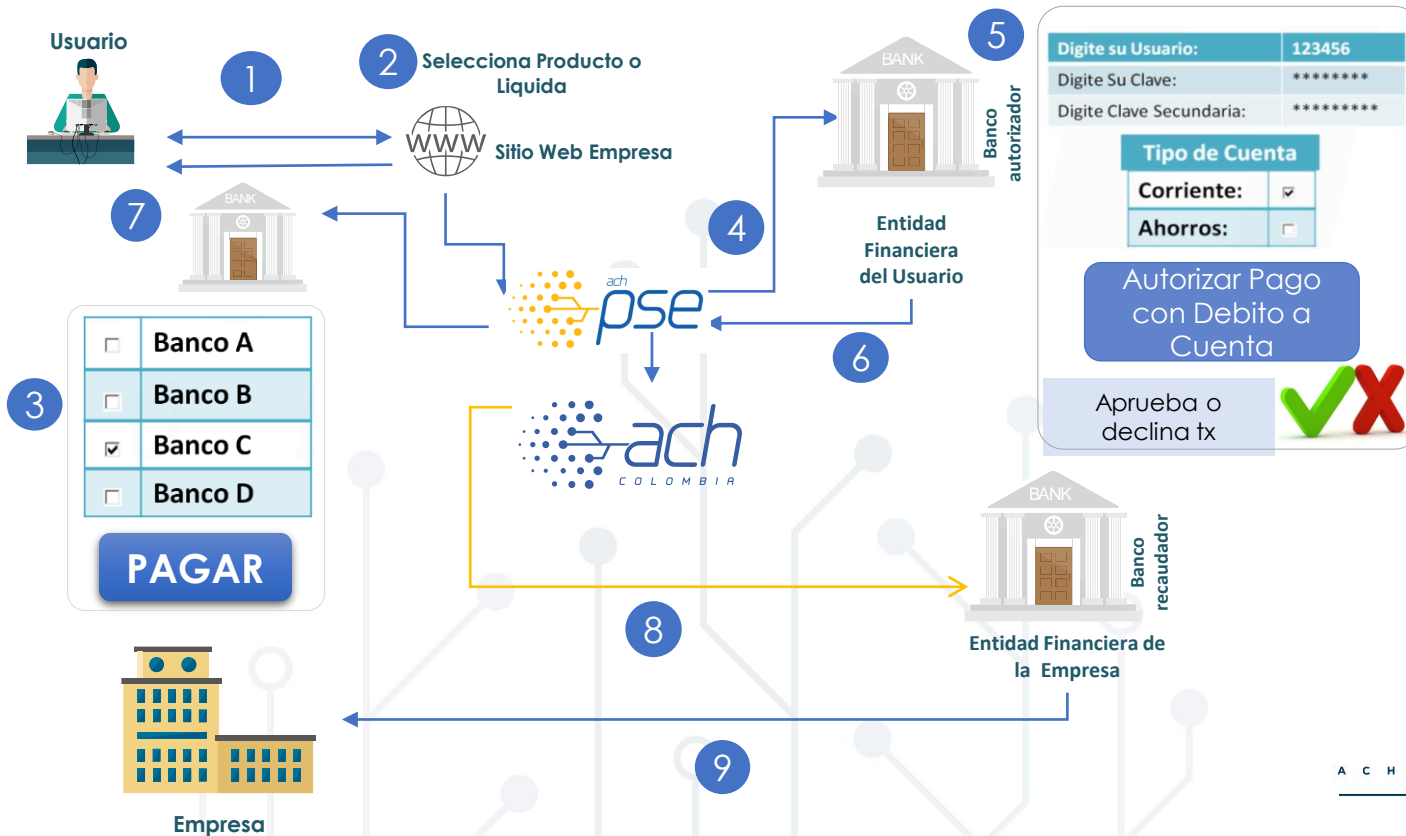 Usuario
1
2
Selecciona Producto o
Liquida
WWW
Sitio Web Empresa
BANK
Banco
autorizador
Entidad
Financiera
del Usuario
5
Digite su Usuario: 123456
Digite Su Clave: ********
Digite Clave Secundaria: *********
Tipo de Cuenta
Corriente:
Ahorros:
Autorizar Pago
con Debito a
Cuenta
Aprueba o
declina tx
7
BANK
4
ach
pse
6
3
Banco A
Banco B
Banco C
Banco D
PAGAR
ach
COLOMBIA
BANK
Banco
recaudador
Entidad Financiera de
la Empresa
8
9
Empresa
A C H